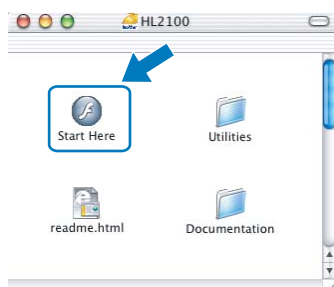 HL2100
Start Here
Utilities
readme.html
Documentation